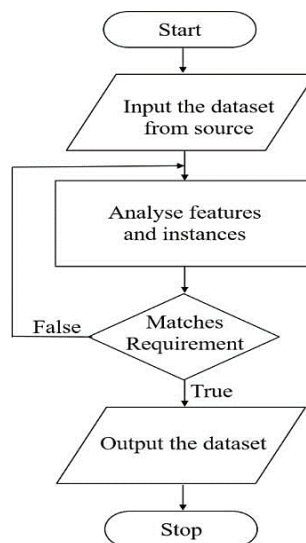 Start
Input the dataset
from source
Analyse features
and instances
Matches
Requirement
False
True
Output the dataset
Stop